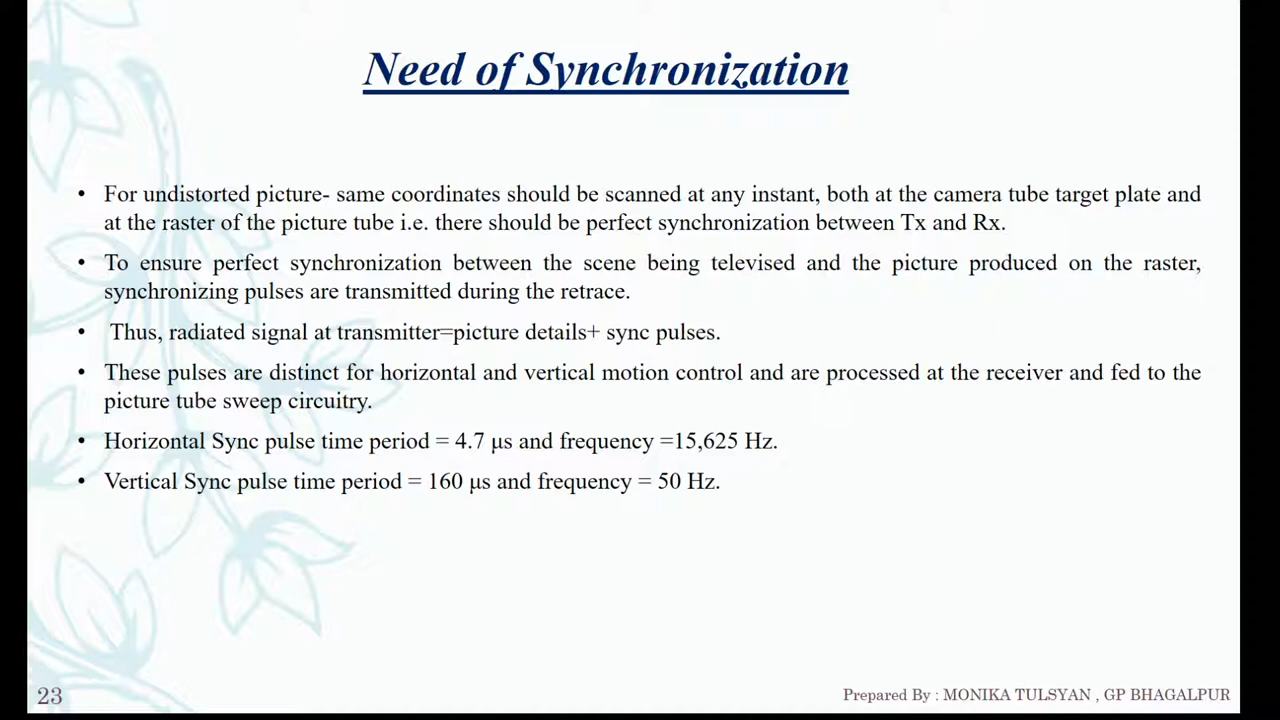 Need of Synchronization
• For undistorted picture- same coordinates should be scanned at any instant, both at the camera tube target plate and
at the raster of the picture tube i.e. there should be perfect synchronization between Tx and Rx.
• To ensure perfect synchronization between the scene being televised and the picture produced on the raster,
synchronizing pulses are transmitted during the retrace.
• Thus, radiated signal at transmitter=picture details+ sync pulses.
• These pulses are distinct for horizontal and vertical motion control and are processed at the receiver and fed to the
picture tube sweep circuitry.
• Horizontal Sync pulse time period = 4.7 μs and frequency =15,625 Hz.
• Vertical Sync pulse time period = 160 μs and frequency = 50 Hz.
23
Prepared By : MONIKA TULSYAN , GP BHAGALPUR